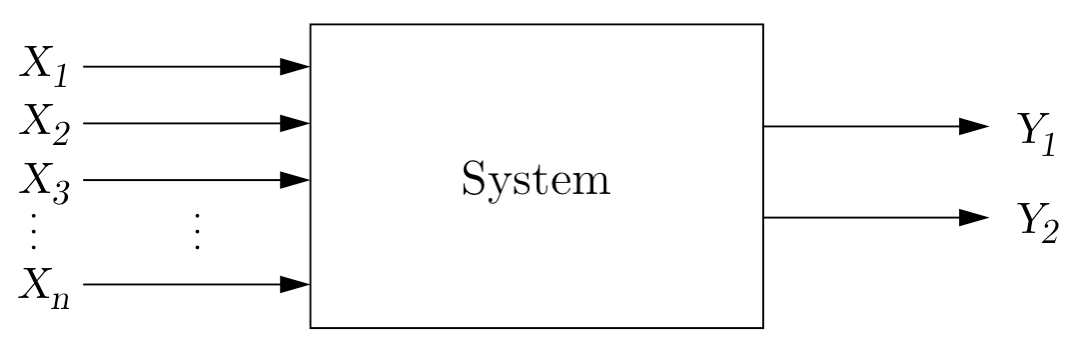 X₁
X₂
X₃
⋮ ⋮
Xₙ
System
Y₁
Y₂